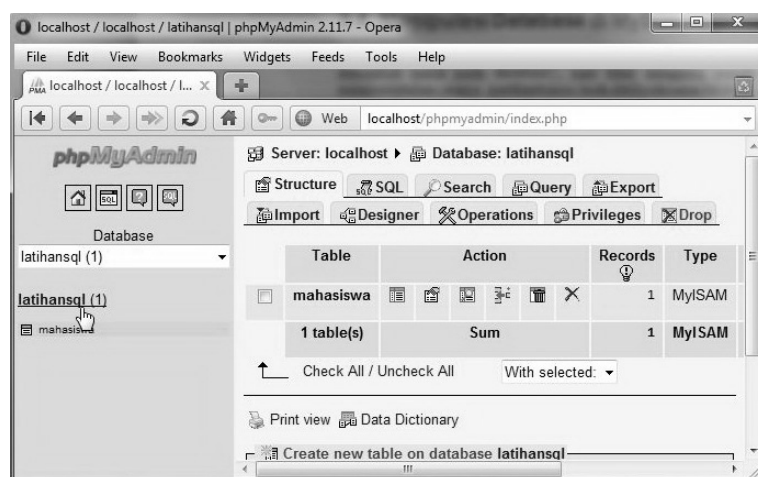 localhost / localhost / latihansql | phpMyAdmin 2.11.7 - Opera
File Edit View Bookmarks Widgets Feeds Tools Help
PMA localhost / localhost / l...
Web localhost/phpmyadmin/index.php
phpMyAdmin
SQL
Database
latihansql (1)
latihansql (1)
mahasiswa
Server: localhost Database: latihansql
Structure SQL Search Query Export
Import Designer Operations Privileges Drop
Table Action Records Type
mahasiswa 1 MyISAM
1 table(s) Sum 1 MyISAM
Check All / Uncheck All With selected:
Print view Data Dictionary
Create new table on database latihansql